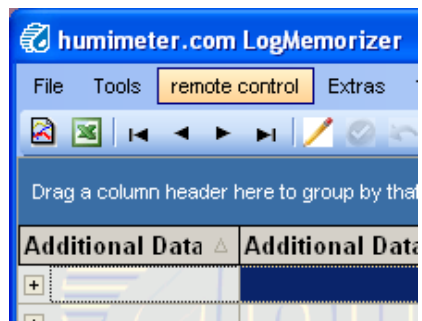 humimeter.com LogMemorizer
File Tools remote control Extras
Drag a column header here to group by that
Additional Data Additional Data